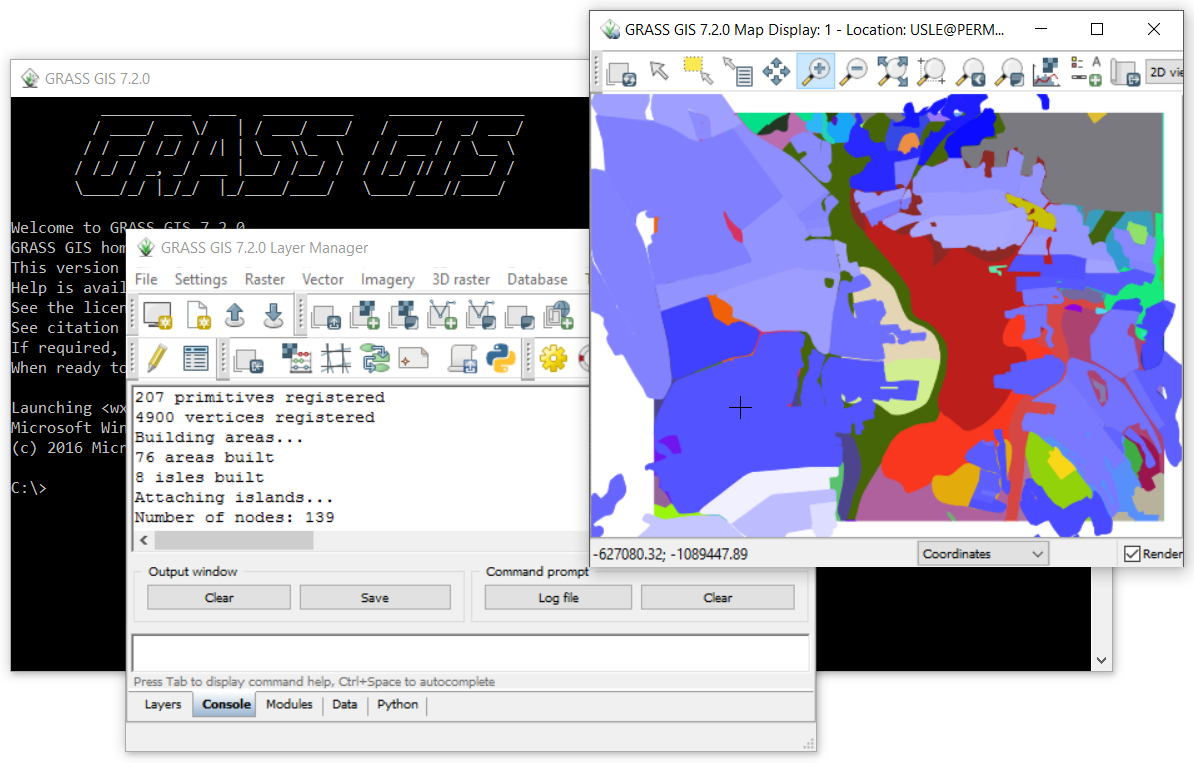 GRASS GIS 7.2.0 Map Display: 1 - Location: USLE@PERM...
2D vie
GRASS GIS 7.2.0
GRASS GIS
Welcome to GRASS GIS 7.2.0
GRASS GIS hom
This version
Help is avail
See the licen
See citation
If required,
When ready to
Launching <wx
Microsoft Win
(c) 2016 Micr
C:\>
GRASS GIS 7.2.0 Layer Manager
File Settings Raster Vector Imagery 3D raster Database
207 primitives registered
4900 vertices registered
Building areas...
76 areas built
8 isles built
Attaching islands...
Number of nodes: 139
-627080.32; -1089447.89
Coordinates
Render
Output window
Clear
Save
Command prompt
Log file
Clear
Press Tab to display command help, Ctrl+Space to autocomplete
Layers Console Modules Data Python